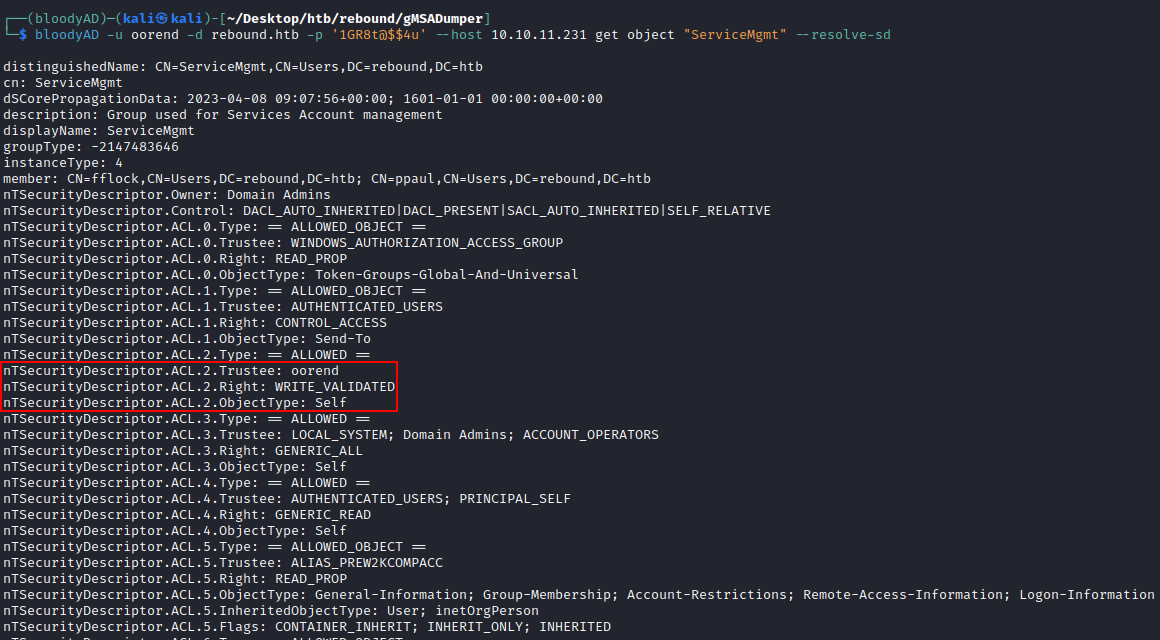 ┌──(bloodyAD)─(kali㉿kali)-[~/Desktop/htb/rebound/gMSADumper]
└─$ bloodyAD -u oorend -d rebound.htb -p '1GR8t@$$4u' --host 10.10.11.231 get object "ServiceMgmt" --resolve-sd
distinguishedName: CN=ServiceMgmt,CN=Users,DC=rebound,DC=htb
cn: ServiceMgmt
dSCorePropagationData: 2023-04-08 09:07:56+00:00; 1601-01-01 00:00:00+00:00
description: Group used for Services Account management
displayName: ServiceMgmt
groupType: -2147483646
instanceType: 4
member: CN=fflock,CN=Users,DC=rebound,DC=htb; CN=ppaul,CN=Users,DC=rebound,DC=htb
nTSecurityDescriptor.Owner: Domain Admins
nTSecurityDescriptor.Control: DACL_AUTO_INHERITED|DACL_PRESENT|SACL_AUTO_INHERITED|SELF_RELATIVE
nTSecurityDescriptor.ACL.0.Type: == ALLOWED_OBJECT ==
nTSecurityDescriptor.ACL.0.Trustee: WINDOWS_AUTHORIZATION_ACCESS_GROUP
nTSecurityDescriptor.ACL.0.Right: READ_PROP
nTSecurityDescriptor.ACL.0.ObjectType: Token-Groups-Global-And-Universal
nTSecurityDescriptor.ACL.1.Type: == ALLOWED_OBJECT ==
nTSecurityDescriptor.ACL.1.Trustee: AUTHENTICATED_USERS
nTSecurityDescriptor.ACL.1.Right: CONTROL_ACCESS
nTSecurityDescriptor.ACL.1.ObjectType: Send-To
nTSecurityDescriptor.ACL.2.Type: == ALLOWED ==
nTSecurityDescriptor.ACL.2.Trustee: oorend
nTSecurityDescriptor.ACL.2.Right: WRITE_VALIDATED
nTSecurityDescriptor.ACL.2.ObjectType: Self
nTSecurityDescriptor.ACL.3.Type: == ALLOWED ==
nTSecurityDescriptor.ACL.3.Trustee: LOCAL_SYSTEM; Domain Admins; ACCOUNT_OPERATORS
nTSecurityDescriptor.ACL.3.Right: GENERIC_ALL
nTSecurityDescriptor.ACL.3.ObjectType: Self
nTSecurityDescriptor.ACL.4.Type: == ALLOWED ==
nTSecurityDescriptor.ACL.4.Trustee: AUTHENTICATED_USERS; PRINCIPAL_SELF
nTSecurityDescriptor.ACL.4.Right: GENERIC_READ
nTSecurityDescriptor.ACL.4.ObjectType: Self
nTSecurityDescriptor.ACL.5.Type: == ALLOWED_OBJECT ==
nTSecurityDescriptor.ACL.5.Trustee: ALIAS_PREW2KCOMPACC
nTSecurityDescriptor.ACL.5.Right: READ_PROP
nTSecurityDescriptor.ACL.5.ObjectType: General-Information; Group-Membership; Account-Restrictions; Remote-Access-Information; Logon-Information
nTSecurityDescriptor.ACL.5.InheritedObjectType: User; inetOrgPerson
nTSecurityDescriptor.ACL.5.Flags: CONTAINER_INHERIT; INHERIT_ONLY; INHERITED